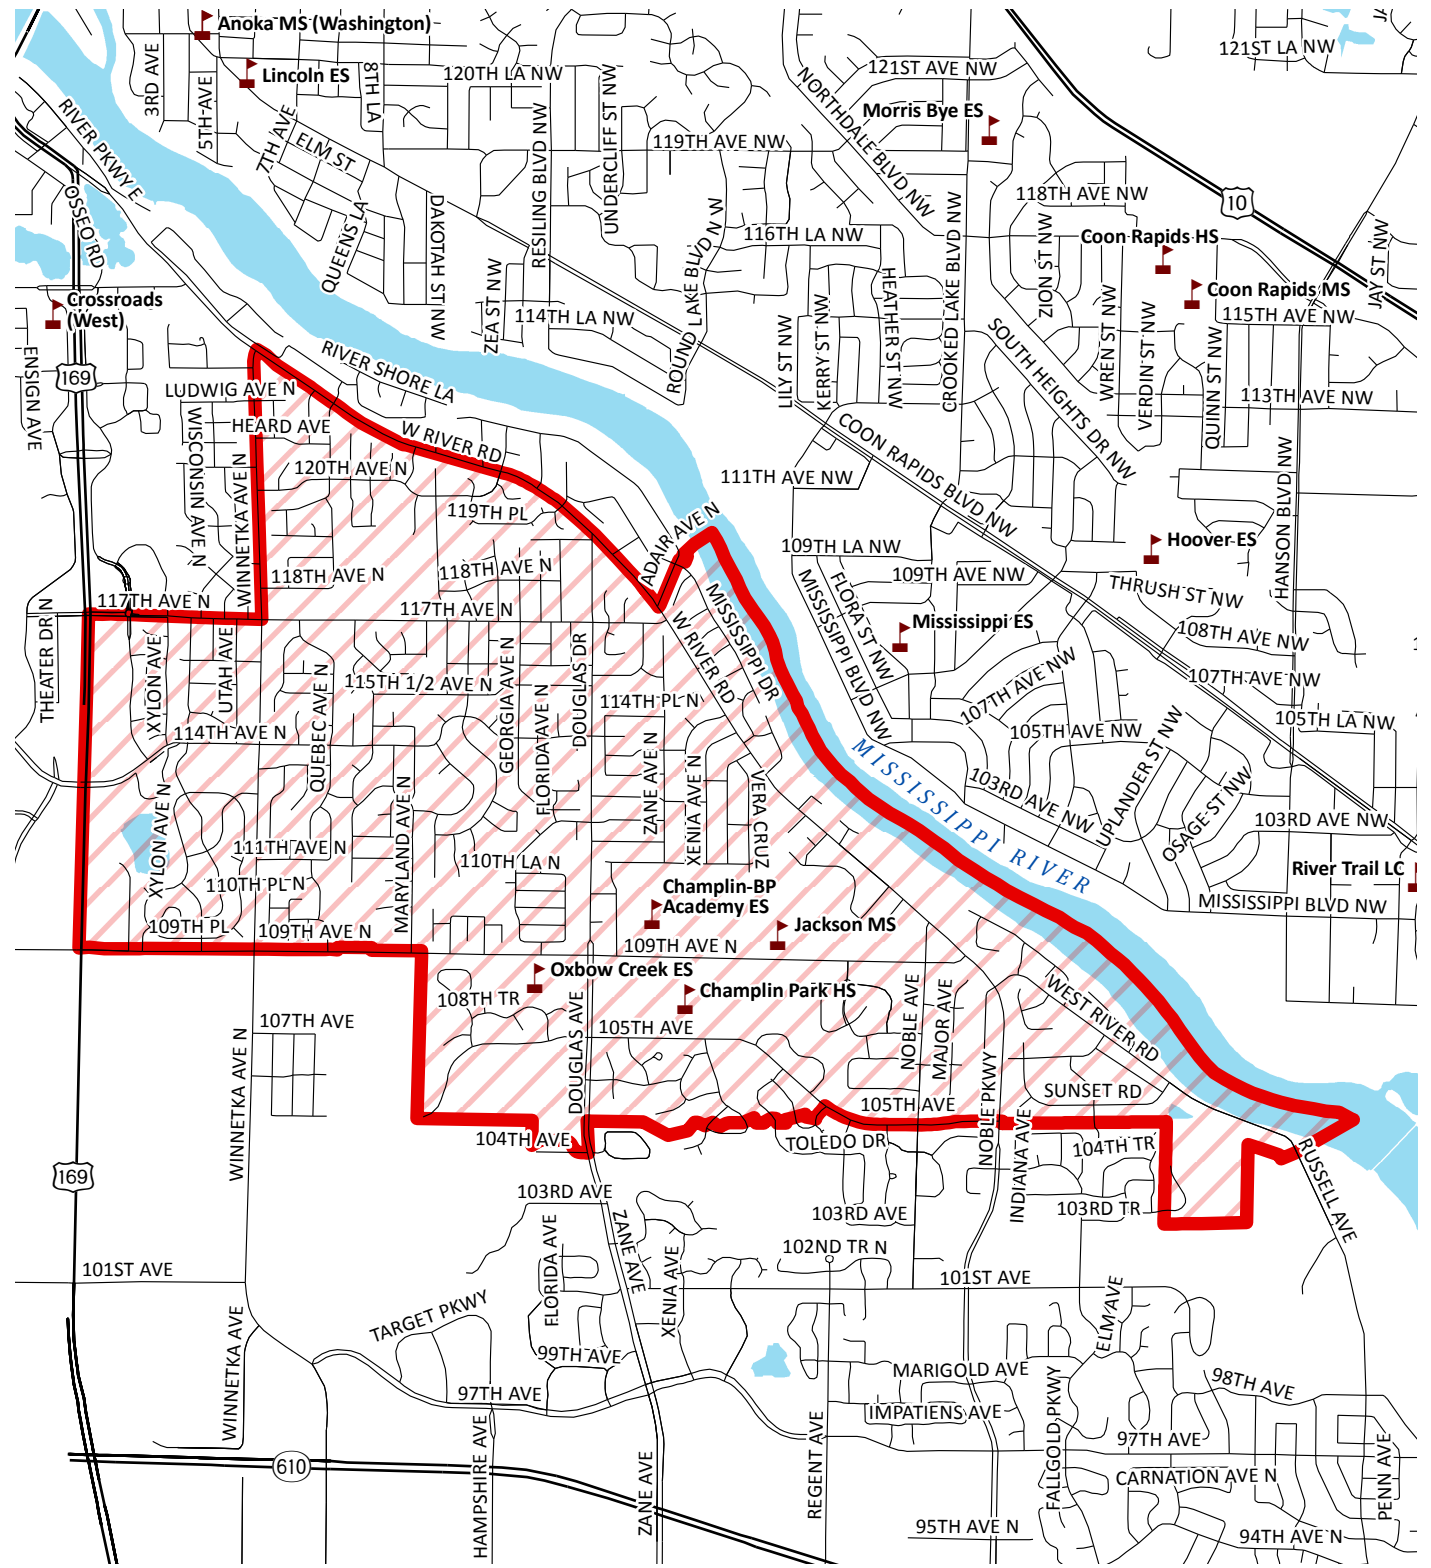 Anoka MS (Washington)
Lincoln ES
3RD AVE
5TH AVE
7TH AVE
8TH LA
ELM ST
120TH LA NW
RESILING BLVD NW
UNDERCLIFF ST NW
119TH AVE NW
NORTHDALE BLVD NW
121ST AVE NW
Morris Bye ES
121ST LA NW
10
118TH AVE NW
RIVER PKWY E
OSSEO RD
QUEENS LA
DAKOTAH ST NW
ZEA ST NW
114TH LA NW
ROUND LAKE BLVD N W
116TH LA NW
HEATHER ST NW
KERRY ST NW
LILY ST NW
CROOKED LAKE BLVD NW
ZION ST NW
Coon Rapids HS
Coon Rapids MS
115TH AVE NW
JAY ST NW
SOUTH HEIGHTS DR NW
WREN ST NW
VERDIN ST NW
QUINN ST NW
113TH AVE NW
HANSON BLVD NW
Crossroads
(West)
ENSIGN AVE
169
LUDWIG AVE N
RIVER SHORE LA
HEARD AVE
W RIVER RD
WISCONSIN AVE N
WINNETKA AVE N
120TH AVE N
119TH PL
118TH AVE N
118TH AVE N
117TH AVE N
117TH AVE N
ADAIR AVE N
COON RAPIDS BLVD NW
111TH AVE NW
109TH LA NW
109TH AVE NW
FLORA ST NW
MISSISSIPPI BLVD NW
Mississippi ES
Hoover ES
THRUSH ST NW
108TH AVE NW
107TH AVE NW
107TH AVE NW
105TH AVE NW
105TH LA NW
103RD AVE NW
103RD AVE NW
UPLANDER ST NW
OSAGE ST NW
River Trail LC
MISSISSIPPI BLVD NW
MISSISSIPPI RIVER
THEATER DR N
XYLON AVE
UTAH AVE
QUEBEC AVE N
115TH 1/2 AVE N
114TH AVE N
GEORGIA AVE N
FLORIDA AVE N
DOUGLAS DR
114TH PL N
W RIVER RD
MISSISSIPPI DR
ZANE AVE N
XENIA AVE N
VERA CRUZ
MARYLAND AVE N
XYLON AVE N
111TH AVE N
110TH PL N
110TH LA N
109TH PL
109TH AVE N
Champlin-BP
Academy ES
Jackson MS
109TH AVE N
Oxbow Creek ES
Champlin Park HS
108TH TR
DOUGLAS AVE
105TH AVE
NOBLE AVE
MAJOR AVE
WEST RIVER RD
SUNSET RD
105TH AVE
NOBLE PKWY
INDIANA AVE
TOLEDO DR
104TH TR
103RD TR
RUSSELL AVE
107TH AVE
WINNETKA AVE N
104TH AVE
169
103RD AVE
103RD AVE
102ND TR N
101ST AVE
101ST AVE
ZANE AVE
FLORIDA AVE
XENIA AVE
ELM AVE
TARGET PKWY
WINNETKA AVE
99TH AVE
97TH AVE
MARIGOLD AVE
IMPATIENS AVE
98TH AVE
97TH AVE
CARNATION AVE N
FALLGOLD PKWY
PENN AVE
REGENT AVE
HAMPSHIRE AVE
ZANE AVE
610
95TH AVE N
94TH AVE N